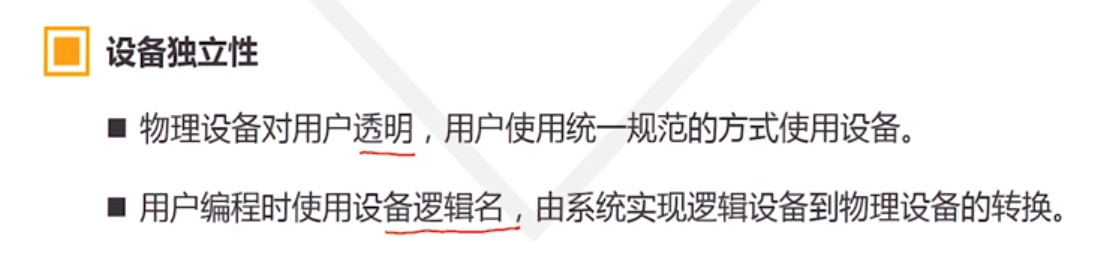 设备独立性
■ 物理设备对用户透明，用户使用统一规范的方式使用设备。
■ 用户编程时使用设备逻辑名，由系统实现逻辑设备到物理设备的转换。